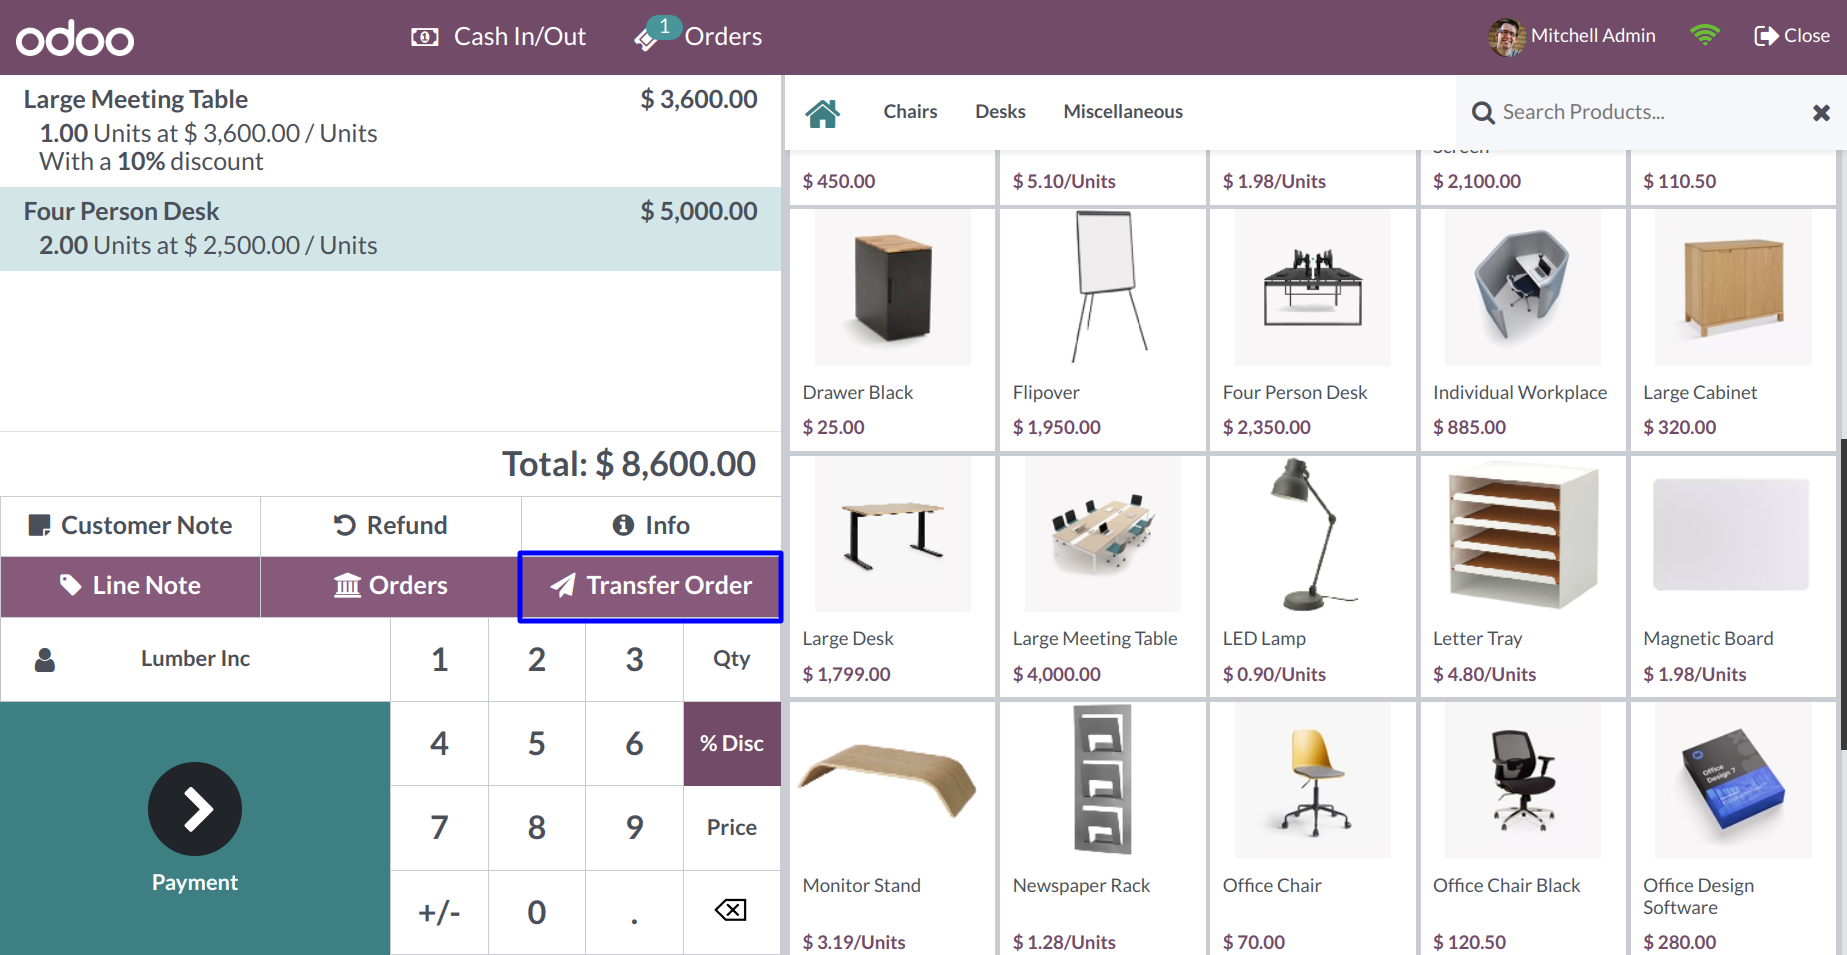 odoo
Cash In/Out
1
Orders
Mitchell Admin
Close
Large Meeting Table $ 3,600.00
1.00 Units at $ 3,600.00 / Units
With a 10% discount
Four Person Desk $ 5,000.00
2.00 Units at $ 2,500.00 / Units
Total: $ 8,600.00
Customer Note Refund Info
Line Note Orders Transfer Order
Lumber Inc
1 2 3 Qty
4 5 6 % Disc
7 8 9 Price
+/- 0 .
Payment
Chairs Desks Miscellaneous
Search Products...
Screen
$ 450.00 $ 5.10/Units $ 1.98/Units $ 2,100.00 $ 110.50
Drawer Black Flipover Four Person Desk Individual Workplace Large Cabinet
$ 25.00 $ 1,950.00 $ 2,350.00 $ 885.00 $ 320.00
Large Desk Large Meeting Table LED Lamp Letter Tray Magnetic Board
$ 1,799.00 $ 4,000.00 $ 0.90/Units $ 4.80/Units $ 1.98/Units
Office
Design 7
Monitor Stand Newspaper Rack Office Chair Office Chair Black Office Design
Software
$ 3.19/Units $ 1.28/Units $ 70.00 $ 120.50 $ 280.00